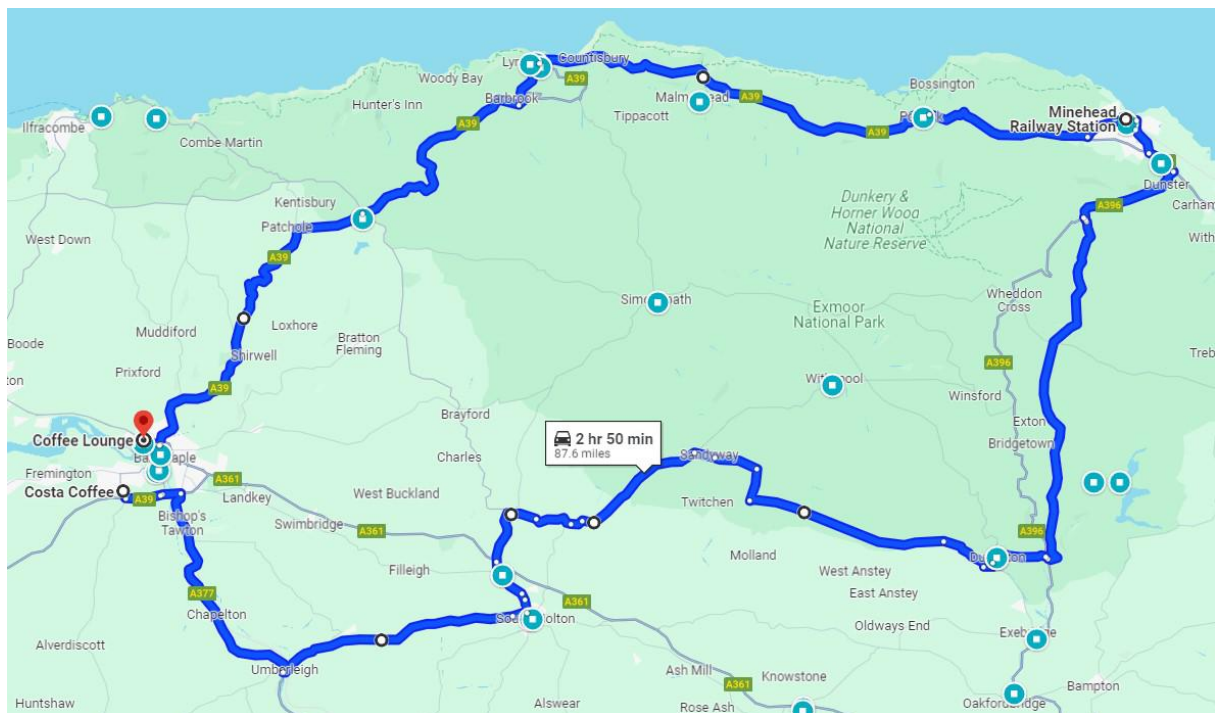 Woody Bay
Countisbury
A39
Barbrook
Hunter's Inn
Ilfracombe
Combe Martin
A39
Tippacott
A39
Bossington
A39
Minehead
Railway Station
Dunster
Kentisbury
Patchole
A39
West Down
Dunkery &
Horner Wood
National
Nature Reserve
A396
Wheddon
Cross
Exmoor
National Park
Muddiford
Loxhore
Bratton
Fleming
Boode
Shirwell
Prixford
A39
A396
Winsford
Exton
Bridgetown
Brayford
2 hr 50 min
87.6 miles
Coffee Lounge
Fremington
A361
Charles
Sandyway
Costa Coffee
A39
Landkey
West Buckland
Twitchen
Bishop's
Tawton
Swimbridge
A361
A396
Molland
Filleigh
West Anstey
East Anstey
A377
Chapelton
A361
Oldways End
Alverdiscott
Umberleigh
Ash Mill
Knowstone
A361
Bampton
Huntshaw
Alswear
Rose Ash